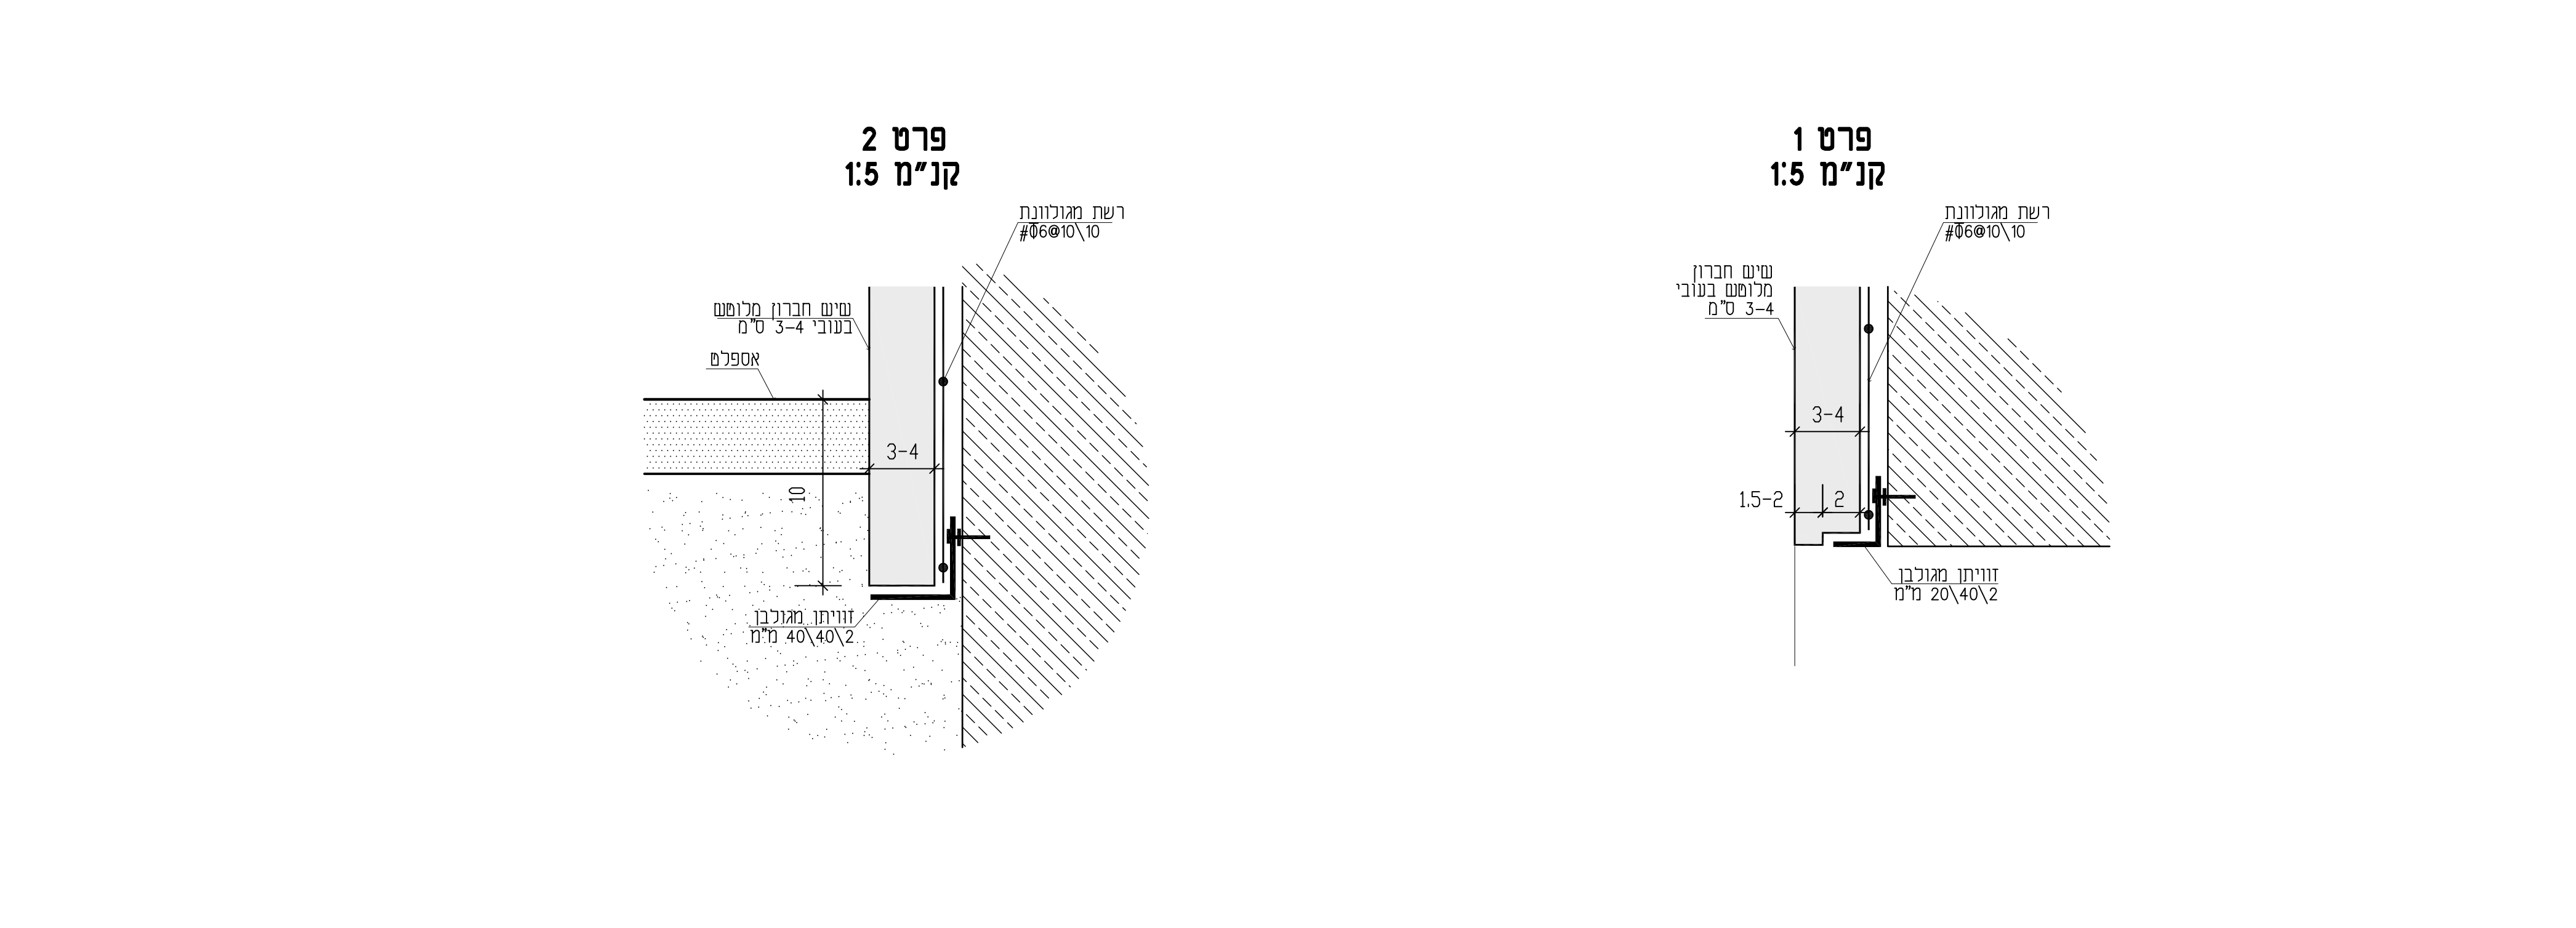 פרט 1
קנ"מ 1:5
רשת מגולוונת
#Φ6@10\10
שיש חברון
מלוטש בעובי
3-4 ס"מ
3-4
1.5-2
2
זוויתן מגולבן
20\40\2 מ"מ
פרט 2
קנ"מ 1:5
רשת מגולוונת
#Φ6@10\10
שיש חברון מלוטש
בעובי 3-4 ס"מ
אספלט
3-4
10
זוויתן מגולבן
40\40\2 מ"מ